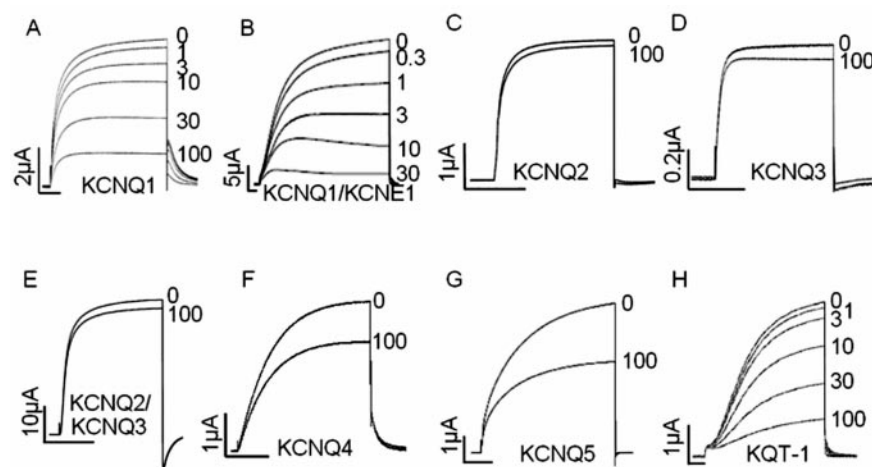 A
0
1
3
10
30
100
2µA
KCNQ1
B
0
0.3
1
3
10
30
5µA
KCNQ1/KCNE1
C
0
100
1µA
KCNQ2
D
0
100
0.2µA
KCNQ3
E
0
100
10µA
KCNQ2/
KCNQ3
F
0
100
1µA
KCNQ4
G
0
100
1µA
KCNQ5
H
0
1
3
10
30
100
1µA
KQT-1